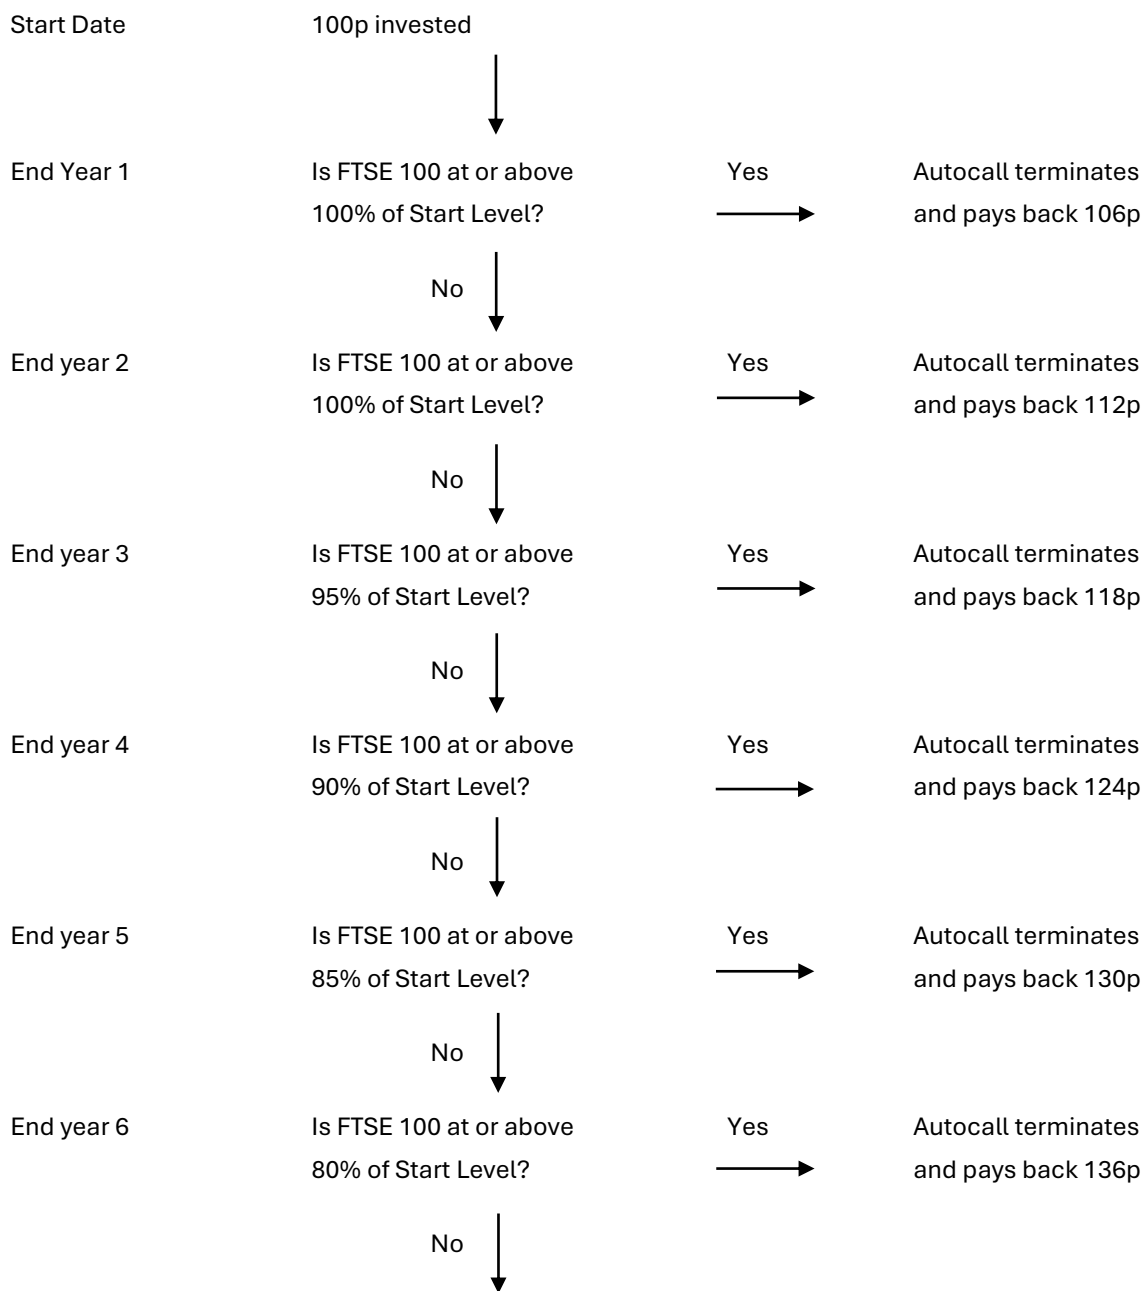 Start Date 100p invested
End Year 1 Is FTSE 100 at or above Yes Autocall terminates
100% of Start Level? and pays back 106p
No
End year 2 Is FTSE 100 at or above Yes Autocall terminates
100% of Start Level? and pays back 112p
No
End year 3 Is FTSE 100 at or above Yes Autocall terminates
95% of Start Level? and pays back 118p
No
End year 4 Is FTSE 100 at or above Yes Autocall terminates
90% of Start Level? and pays back 124p
No
End year 5 Is FTSE 100 at or above Yes Autocall terminates
85% of Start Level? and pays back 130p
No
End year 6 Is FTSE 100 at or above Yes Autocall terminates
80% of Start Level? and pays back 136p
No